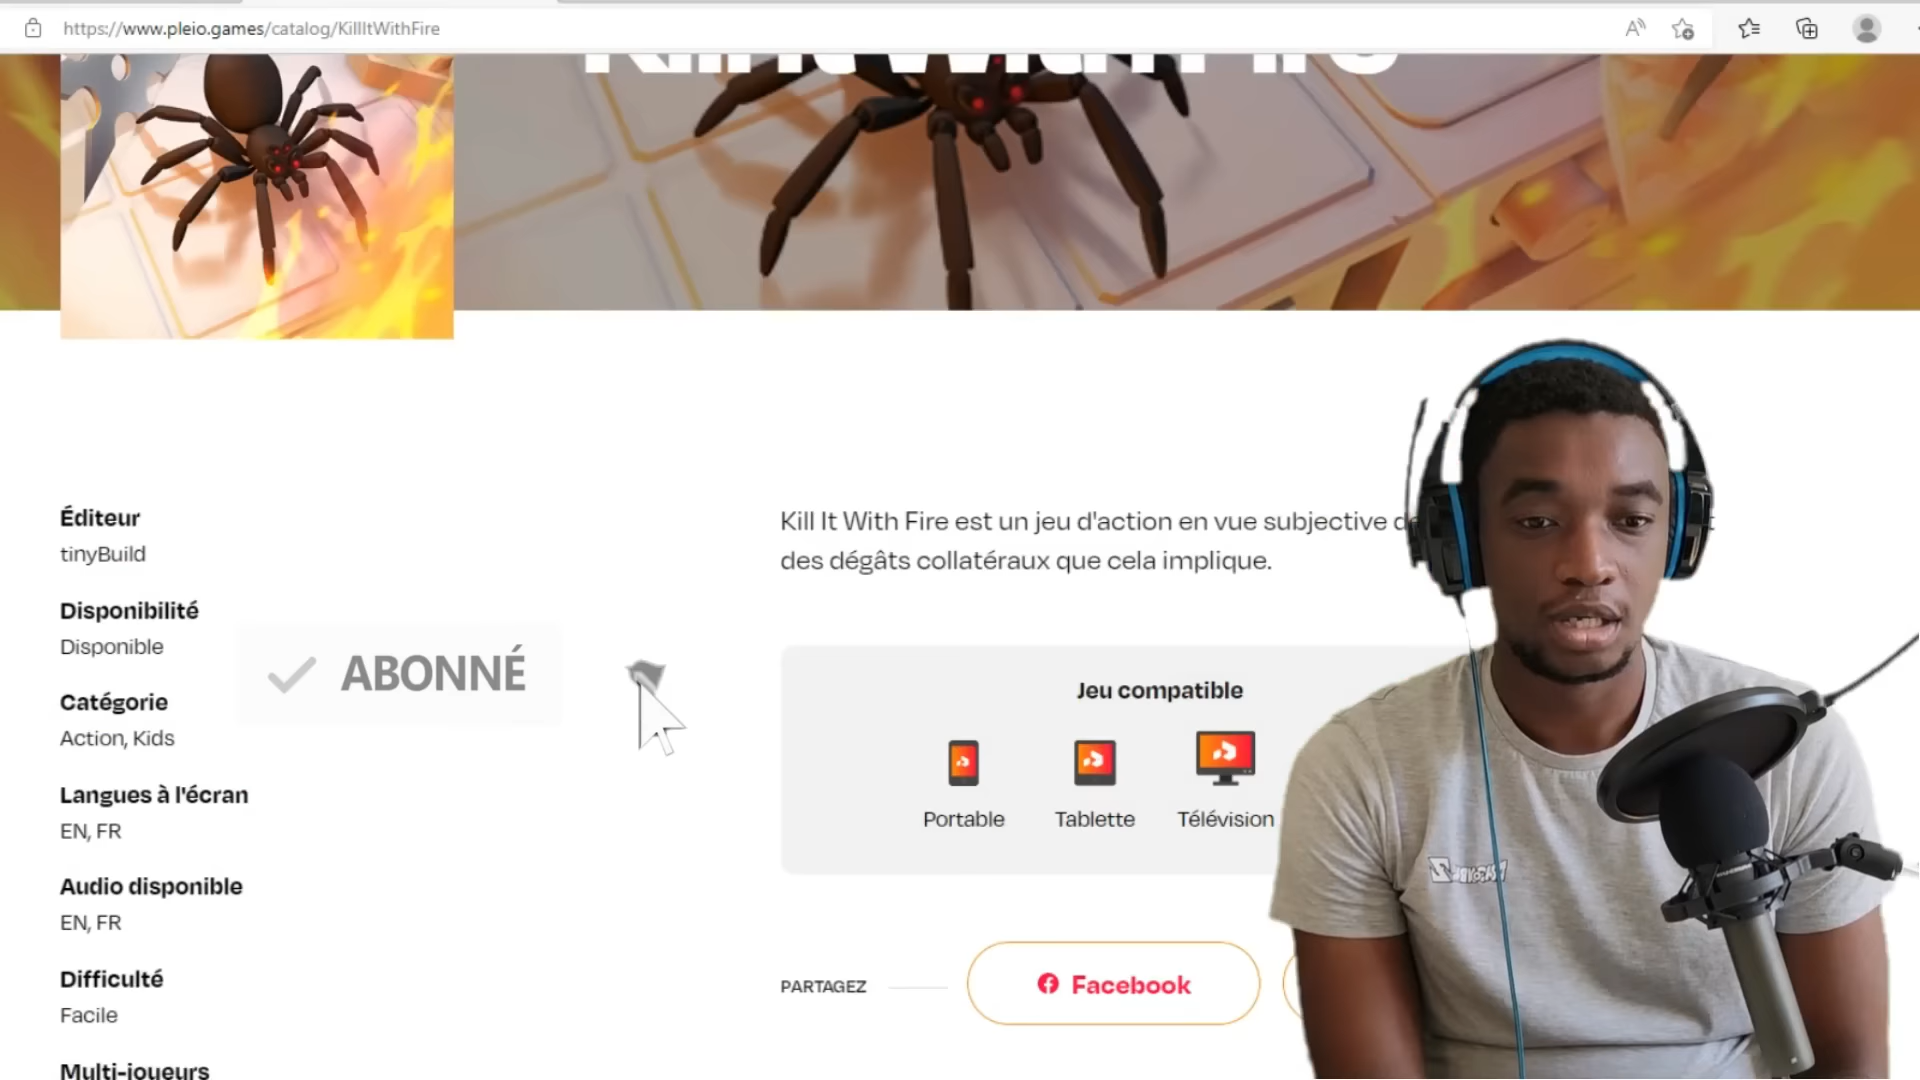 https://www.pleio.games/catalog/KillItWithFire
KillItWithFire
Éditeur
tinyBuild
Disponibilité
Disponible
Catégorie
Action, Kids
Langues à l'écran
EN, FR
Audio disponible
EN, FR
Difficulté
Facile
Multi-joueurs
ABONNÉ
Kill It With Fire est un jeu d'action en vue subjective
des dégâts collatéraux que cela implique.
Jeu compatible
Portable
Tablette
Télévision
PARTAGEZ
Facebook